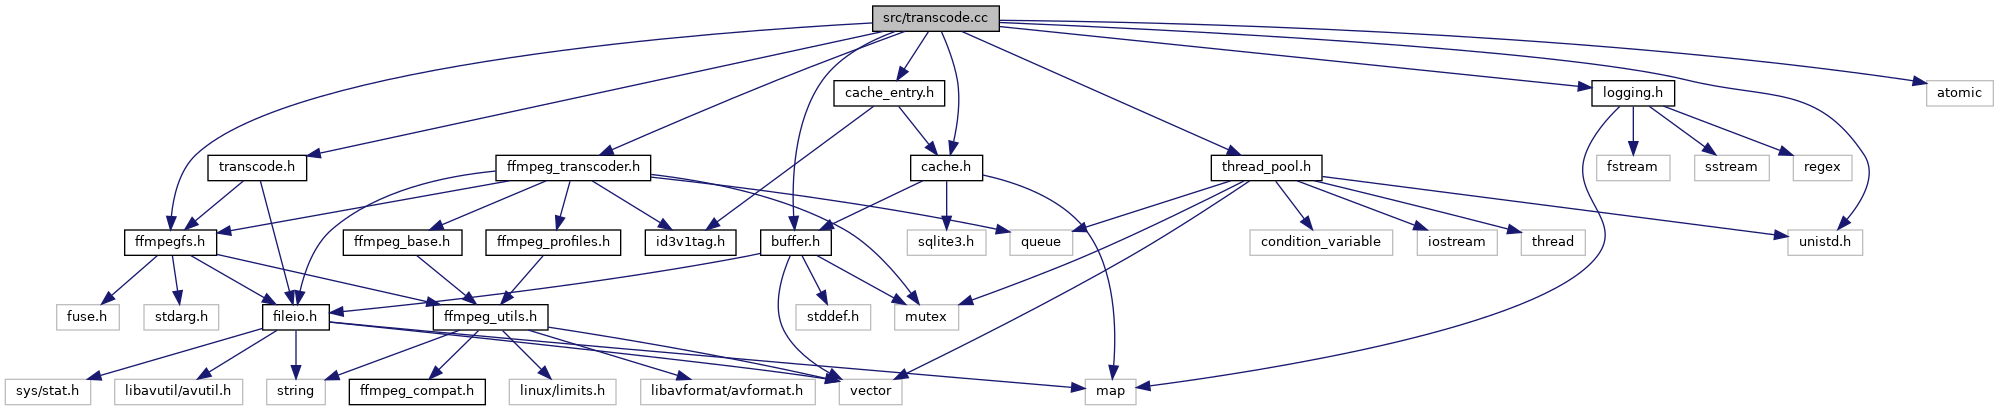 src/transcode.cc
cache_entry.h
logging.h
atomic
transcode.h
ffmpeg_transcoder.h
cache.h
thread_pool.h
fstream
sstream
regex
ffmpegfs.h
ffmpeg_base.h
ffmpeg_profiles.h
id3v1tag.h
buffer.h
sqlite3.h
queue
condition_variable
iostream
thread
unistd.h
fuse.h
stdarg.h
fileio.h
ffmpeg_utils.h
stddef.h
mutex
sys/stat.h
libavutil/avutil.h
string
ffmpeg_compat.h
linux/limits.h
libavformat/avformat.h
vector
map